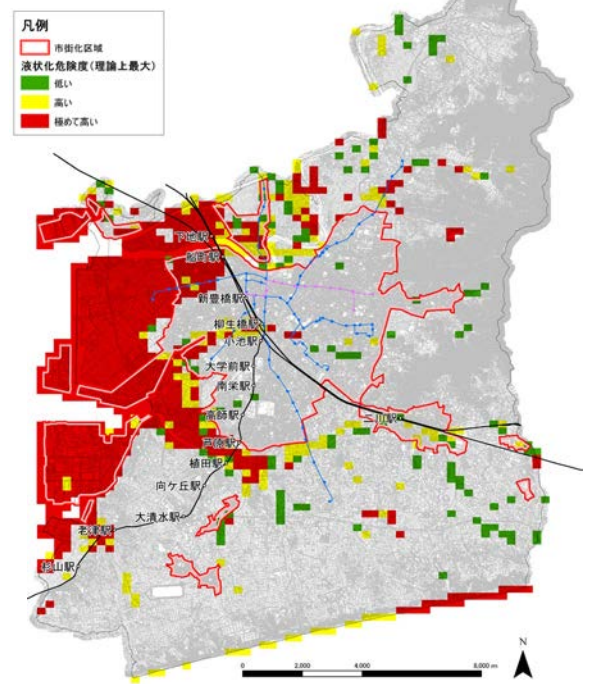 凡例
市街化区域
液状化危険度(理論上最大)
低い
高い
極めて高い
下地駅
船町駅
新豊橋駅
柳生橋駅
小池駅
大学前駅
南栄駅
高師駅
芦原駅
植田駅
二川駅
向ヶ丘駅
大清水駅
老津駅
杉山駅
N
0
2,000
4,000
8,000 m